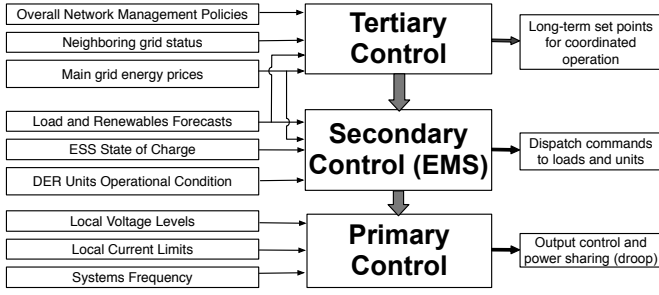 Overall Network Management Policies
Neighboring grid status
Main grid energy prices
Load and Renewables Forecasts
ESS State of Charge
DER Units Operational Condition
Local Voltage Levels
Local Current Limits
Systems Frequency
Tertiary
Control
Secondary
Control (EMS)
Primary
Control
Long-term set points
for coordinated
operation
Dispatch commands
to loads and units
Output control and
power sharing (droop)